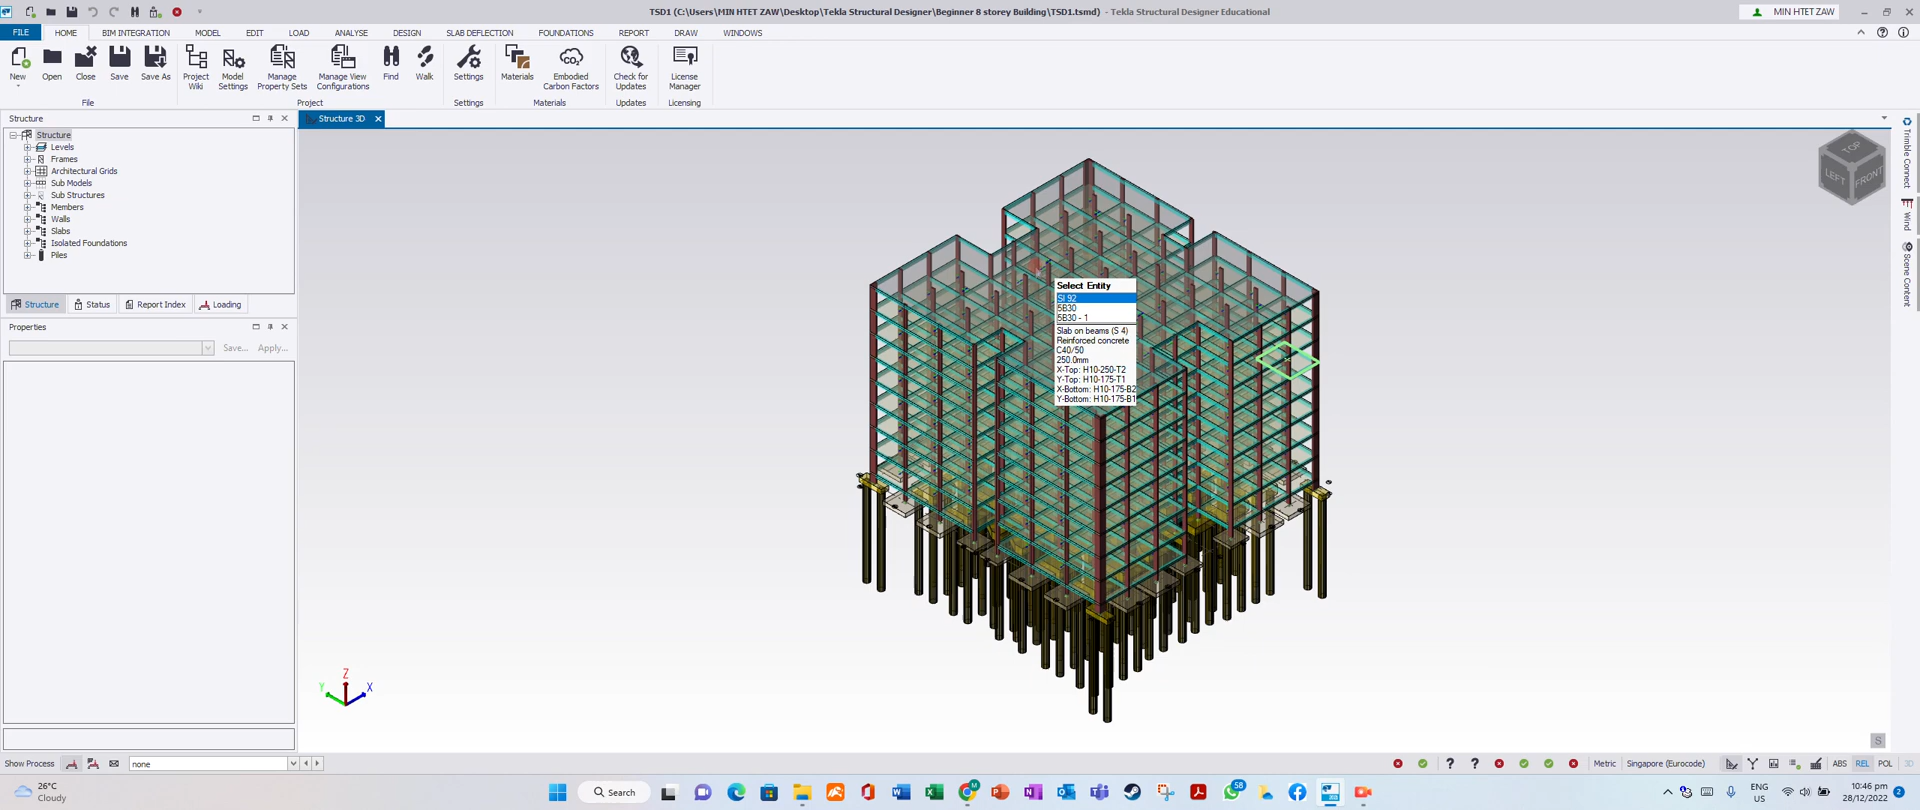 TSD1 (C:\Users\MIN HTET ZAW\Desktop\Tekla Structural Designer\Beginner 8 storey Building\TSD1.tsmd) - Tekla Structural Designer Educational
MIN HTET ZAW
FILE HOME BIM INTEGRATION MODEL EDIT LOAD ANALYSE DESIGN SLAB DEFLECTION FOUNDATIONS REPORT DRAW WINDOWS
New Open Close Save Save As Project Wiki Model Settings Manage Property Sets Manage View Configurations Find Walk Settings Materials Embodied Carbon Factors Check for Updates License Manager
File Project Settings Materials Updates Licensing
Structure
Structure 3D
Structure
Levels
Frames
Architectural Grids
Sub Models
Sub Structures
Members
Walls
Slabs
Isolated Foundations
Piles
Structure Status Report Index Loading
Properties
Save... Apply...
Select Entity
SI 92
5B30
5B30 - 1
Slab on beams (S 4)
Reinforced concrete
C40/50
250.0mm
X-Top: H10-250-T2
Y-Top: H10-175-T1
X-Bottom: H10-175-B2
Y-Bottom: H10-175-B1
TOP
LEFT
FRONT
Trimble Connect
Wind
Scene Content
Z
Y
X
S
Show Process none
Metric Singapore (Eurocode) ABS REL POL 3D
26°C
Cloudy
Search
58
ENG
US
10:46 pm
28/12/2022
2